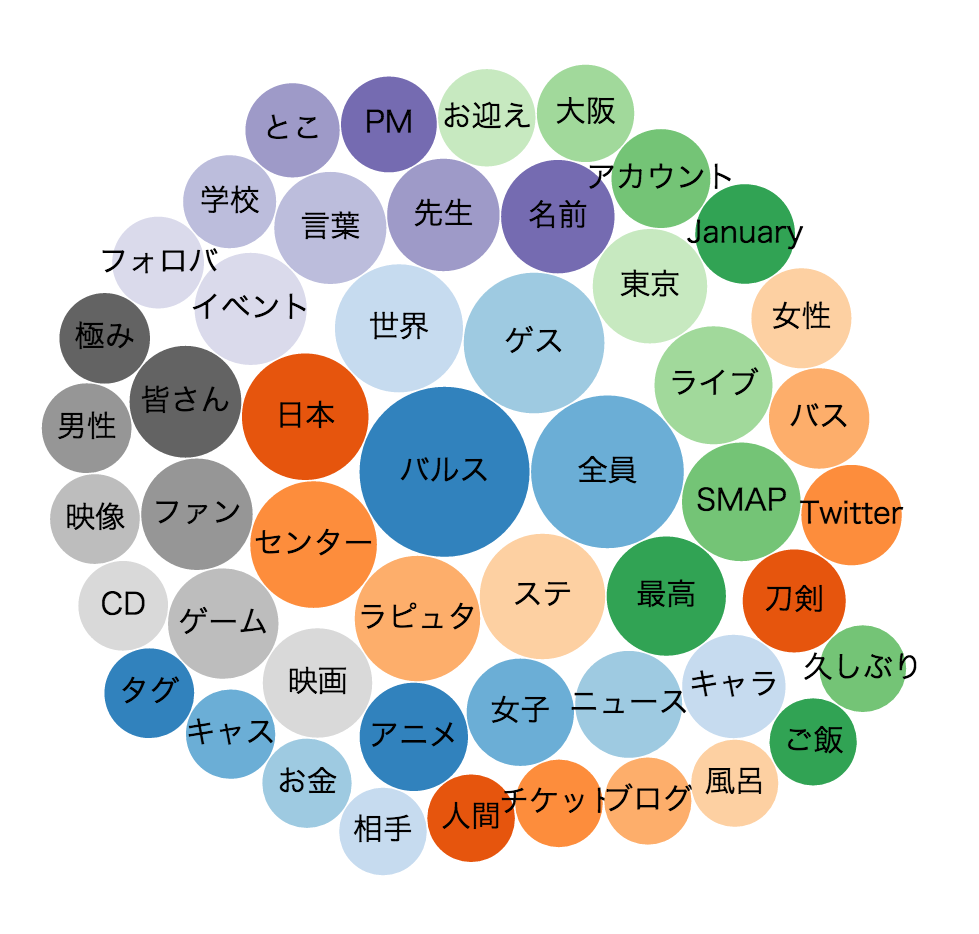 お迎え
大阪
PM
とこ
アカウント
学校
先生
名前
言葉
January
フォロバ
東京
イベント
女性
世界
極み
ゲス
ライブ
皆さん
日本
バス
男性
バルス
全員
SMAP
Twitter
ファン
映像
センター
ステ
最高
刀剣
CD
ラピュタ
ゲーム
久しぶり
映画
キャラ
タグ
女子
ニュース
キャス
アニメ
ご飯
お金
風呂
チケット
ブログ
人間
相手